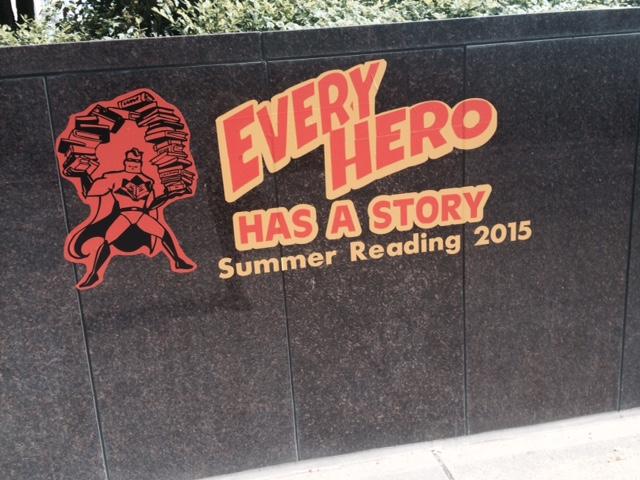 EVERY
HERO
HAS A STORY
Summer Reading 2015